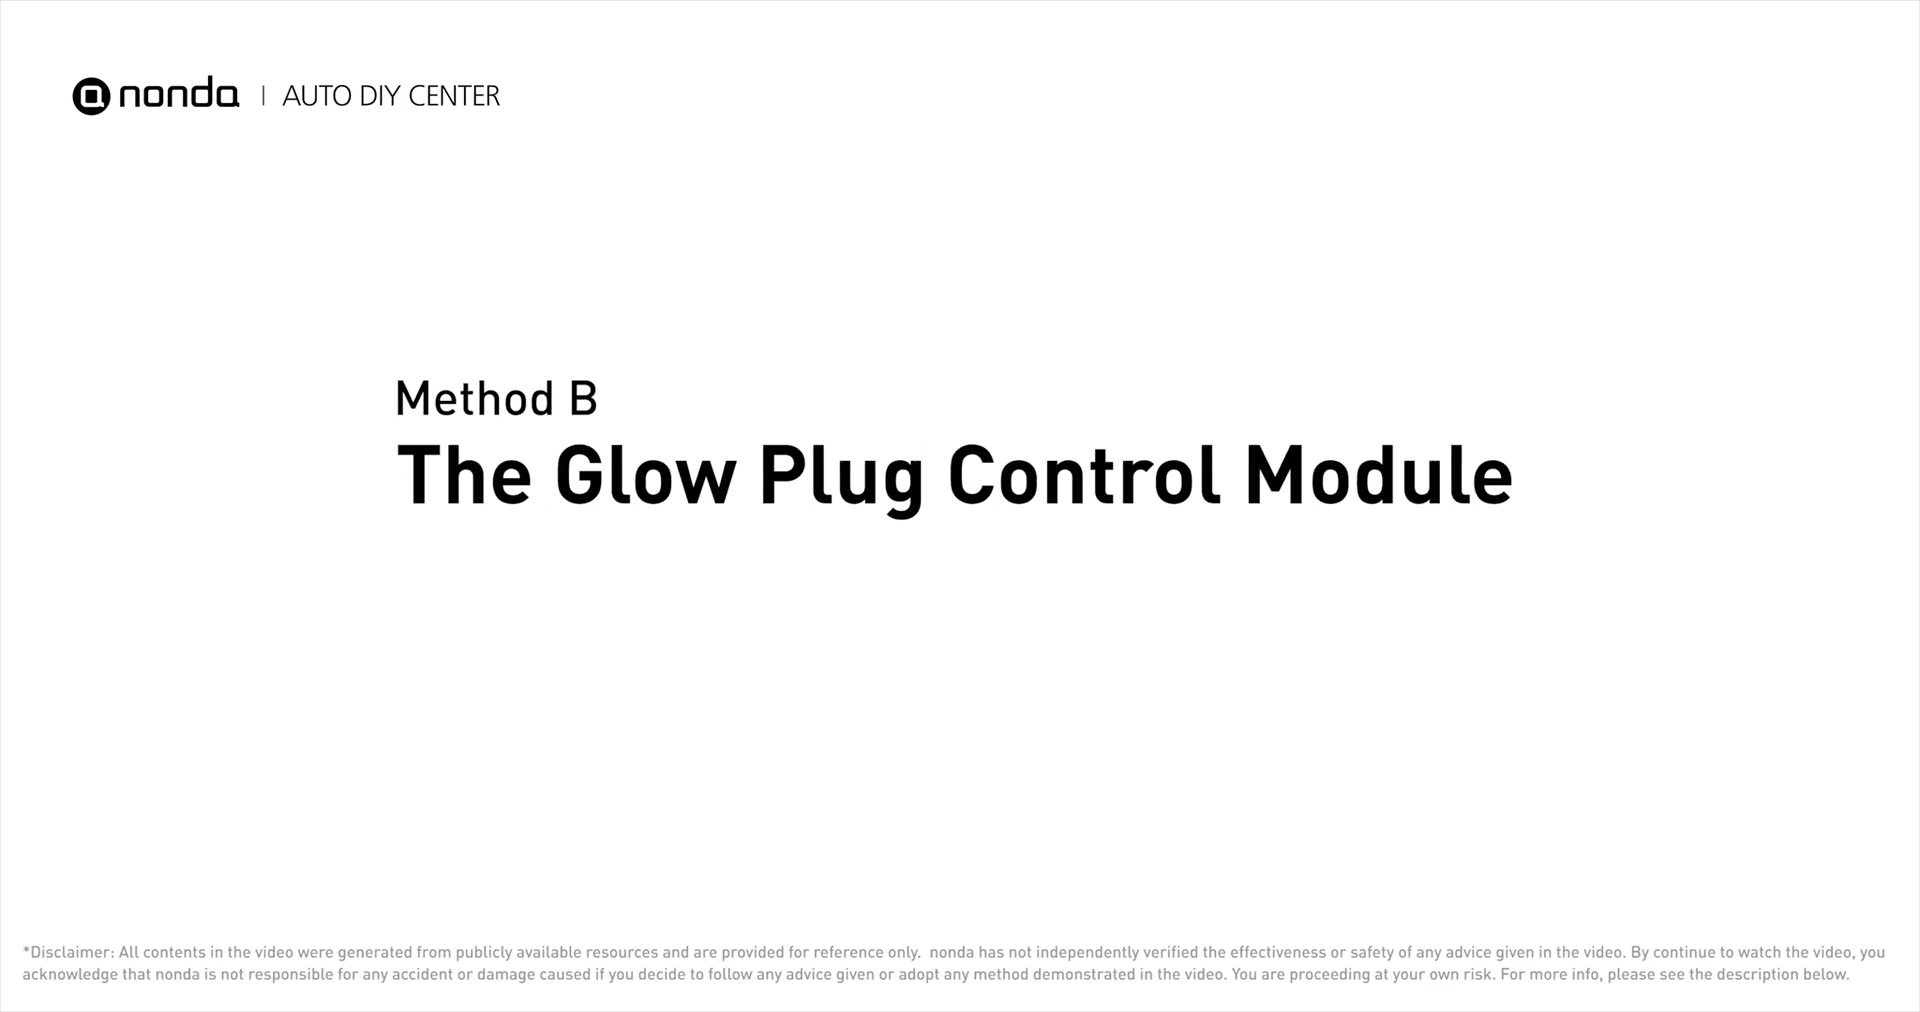 nonda | AUTO DIY CENTER
Method B
The Glow Plug Control Module
*Disclaimer: All contents in the video were generated from publicly available resources and are provided for reference only.  nonda has not independently verified the effectiveness or safety of any advice given in the video. By continue to watch the video, you
acknowledge that nonda is not responsible for any accident or damage caused if you decide to follow any advice given or adopt any method demonstrated in the video. You are proceeding at your own risk. For more info, please see the description below.